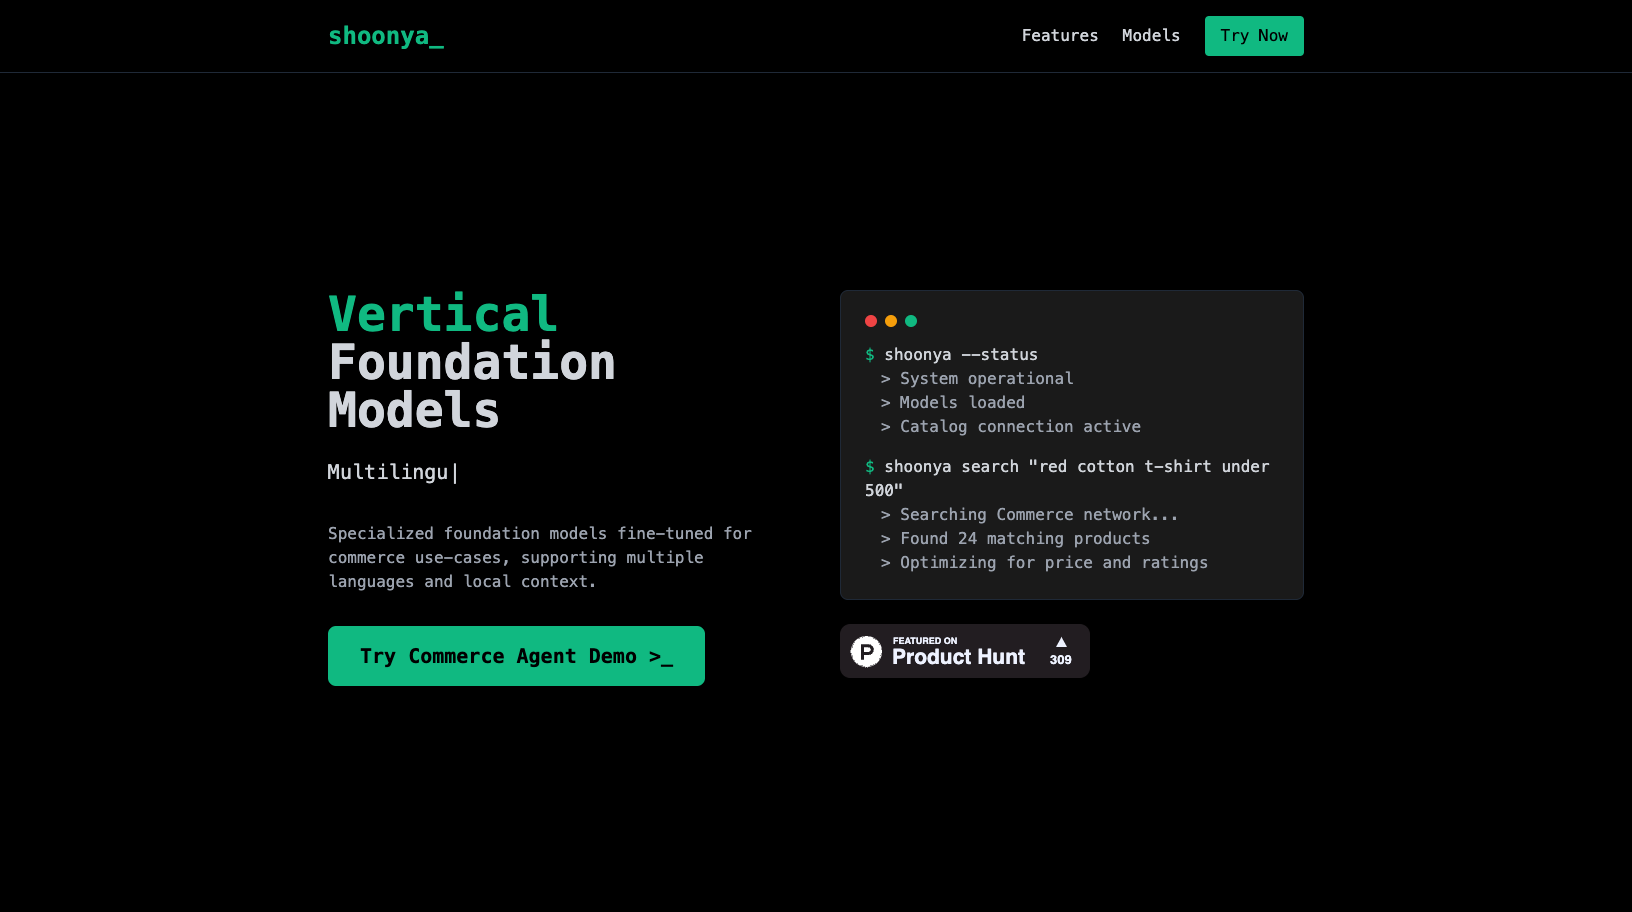 shoonya_
Features
Models
Try Now
Vertical
Foundation
Models
Multilingu|
Specialized foundation models fine-tuned for
commerce use-cases, supporting multiple
languages and local context.
Try Commerce Agent Demo >_
$ shoonya --status
> System operational
> Models loaded
> Catalog connection active
$ shoonya search "red cotton t-shirt under
500"
> Searching Commerce network...
> Found 24 matching products
> Optimizing for price and ratings
P
FEATURED ON
Product Hunt
▲
309